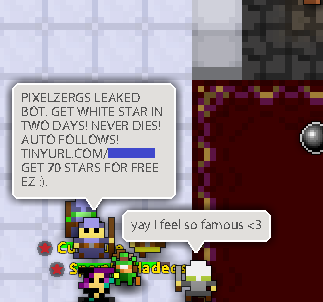 PIXELZERGS LEAKED
BOT. GET WHITE STAR IN
TWO DAYS! NEVER DIES!
AUTO FOLLOWS!
TINYURL.COM/
GET 70 STARS FOR FREE
EZ :).
yay I feel so famous <3